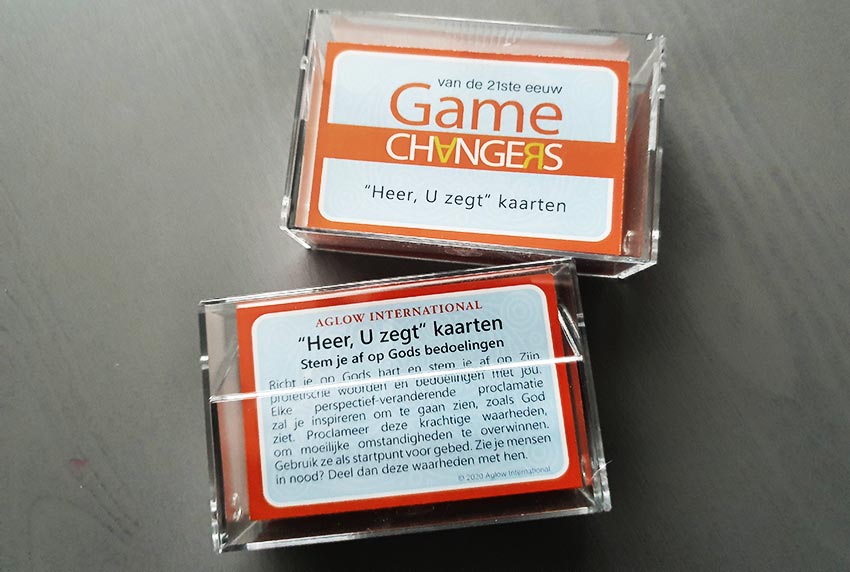 van de 21ste eeuw
Game
CHANGERS
“Heer, U zegt“ kaarten
AGLOW INTERNATIONAL
“Heer, U zegt“ kaarten
Stem je af op Gods bedoelingen
Richt je op Gods hart en stem je af op Zijn
profetische woorden en bedoelingen met jou.
Elke perspectief-veranderende proclamatie
zal je inspireren om te gaan zien, zoals God
ziet. Proclameer deze krachtige waarheden,
om moeilijke omstandigheden te overwinnen.
Gebruik ze als startpunt voor gebed. Zie je mensen
in nood? Deel dan deze waarheden met hen.
© 2020 Aglow International